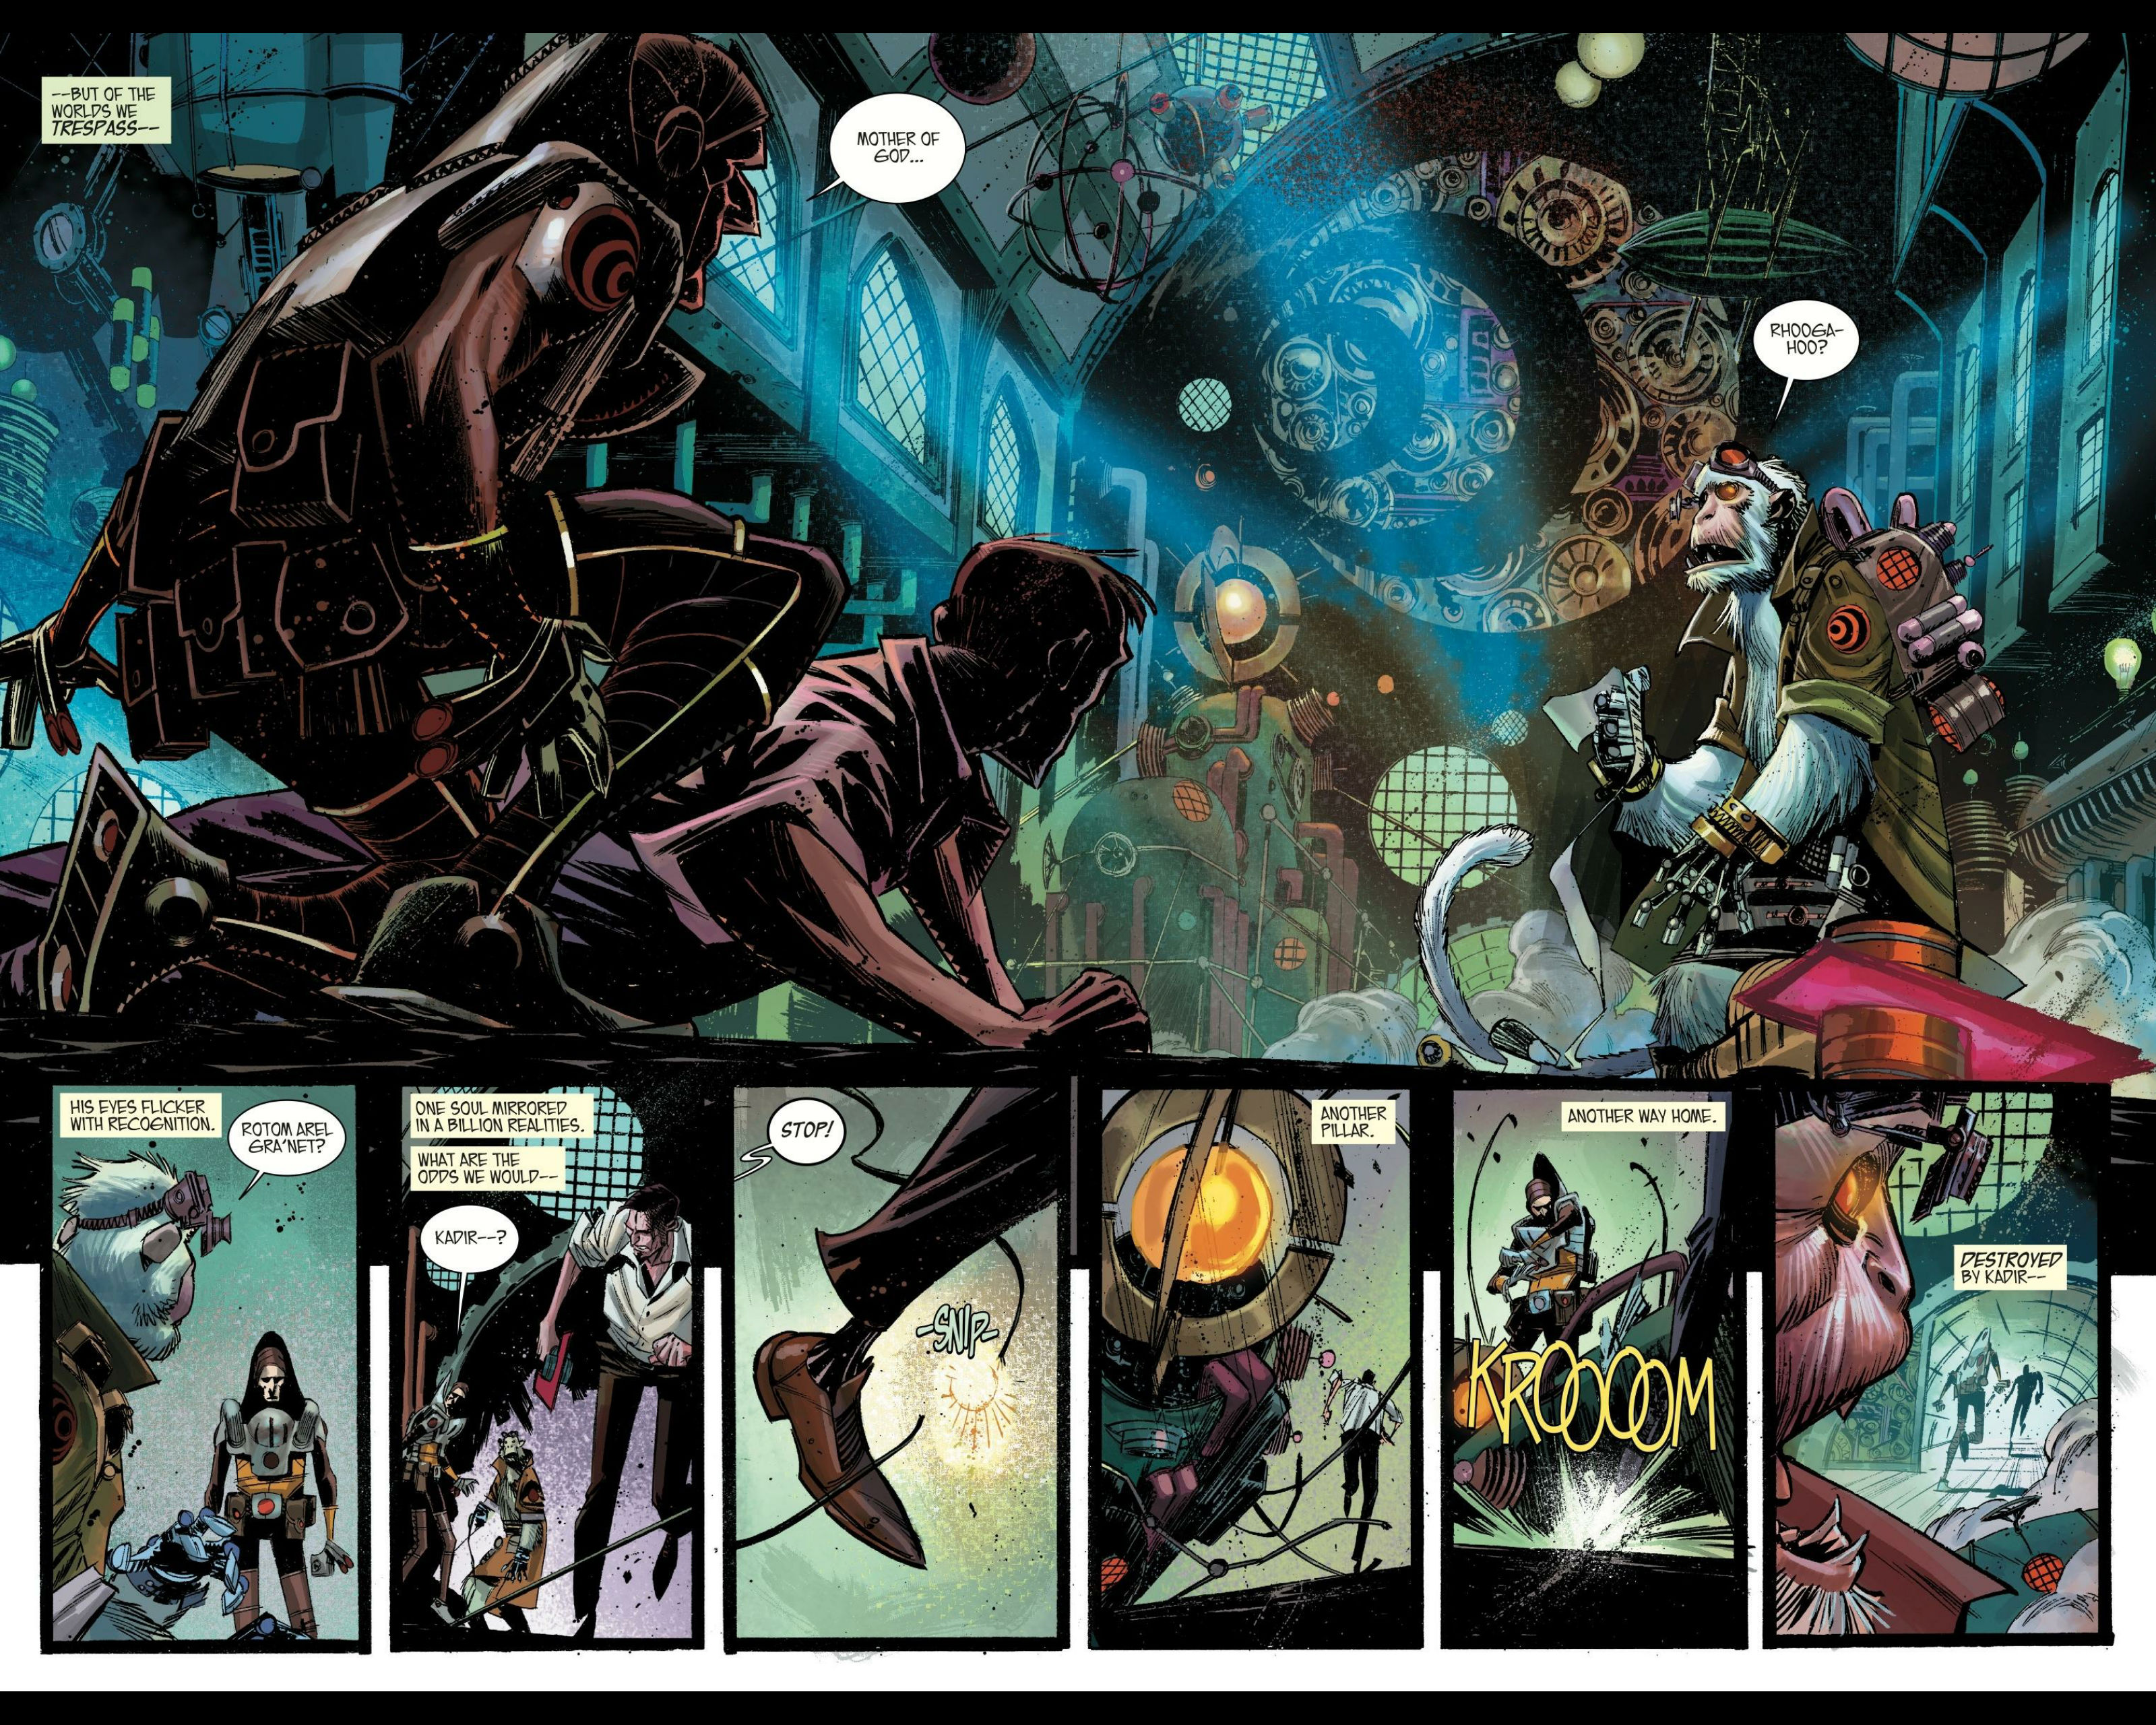 --BUT OF THE
WORLDS WE
TRESPASS--
MOTHER OF
GOD...
RHOOGA-
HOO?
HIS EYES FLICKER
WITH RECOGNITION.
ROTOM AREL
GRA'NET?
ONE SOUL MIRRORED
IN A BILLION REALITIES.
WHAT ARE THE
ODDS WE WOULD--
KADIR--?
STOP!
-SNIP-
ANOTHER
PILLAR.
ANOTHER WAY HOME.
KROOOOM
DESTROYED
BY KADIR--